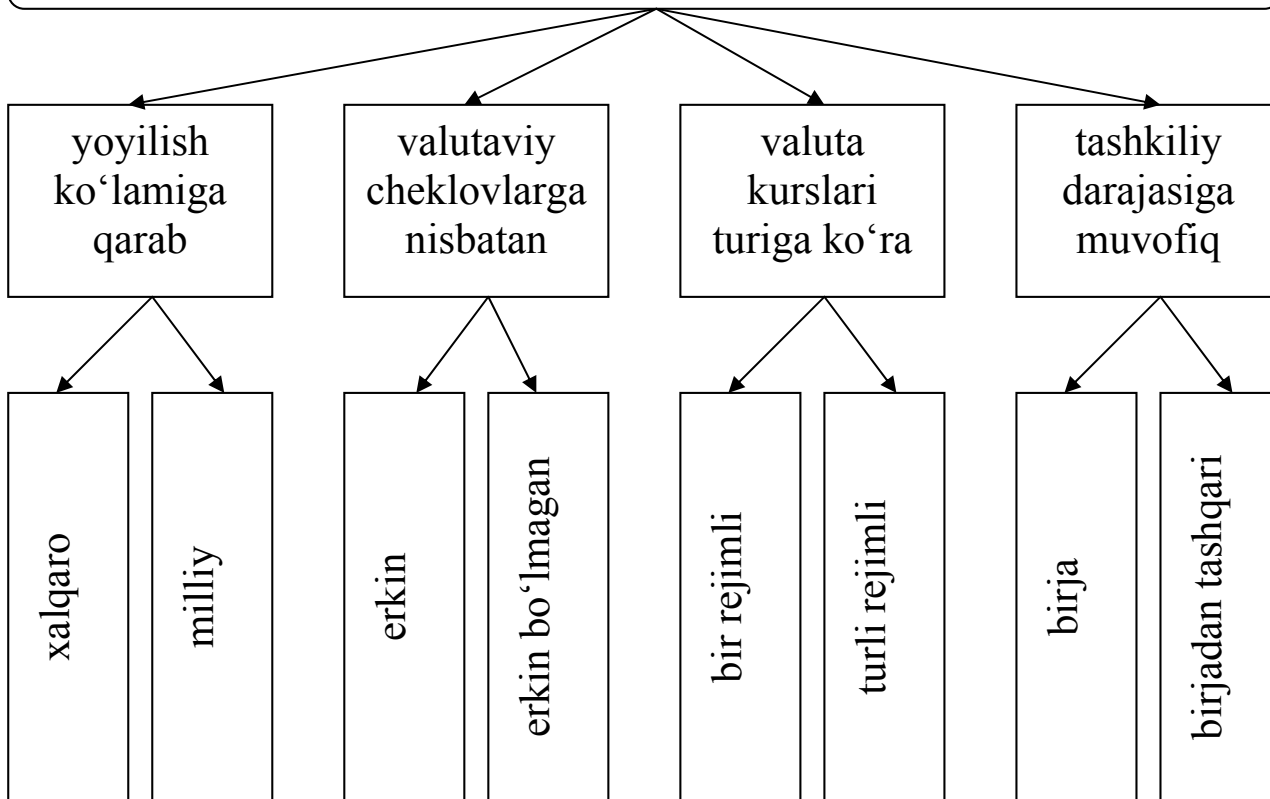 yoyilish
ko‘lamiga
qarab
valutaviy
cheklovlarga
nisbatan
valuta
kurslari
turiga ko‘ra
tashkiliy
darajasiga
muvofiq
xalqaro
milliy
erkin
erkin bo‘lmagan
bir rejimli
turli rejimli
birja
birjadan tashqari